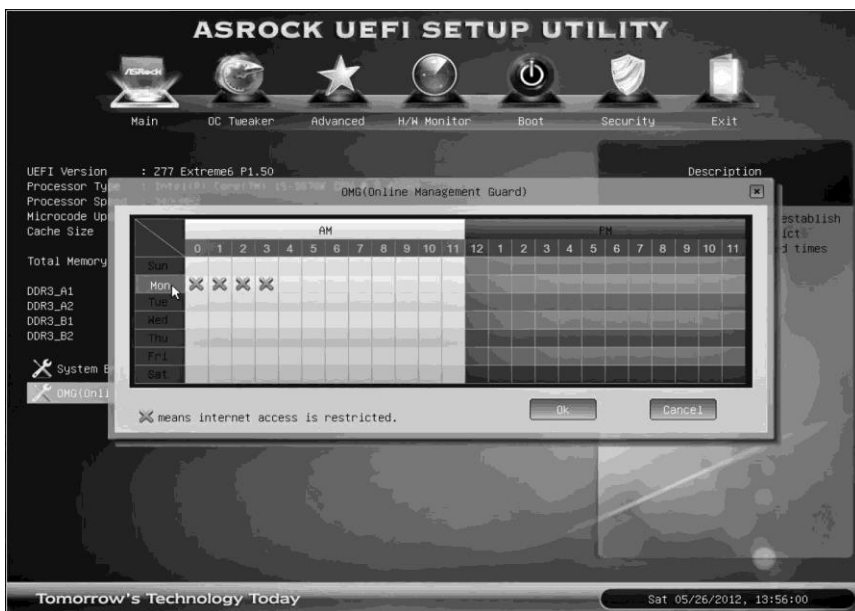 ASROCK UEFI SETUP UTILITY
ASRock
Main OC Tweaker Advanced H/W Monitor Boot Security Exit
UEFI Version : Z77 Extreme6 P1.50
Description
Processor
Processor
Microcode
Cache Size
Total Memory
DDR3_A1
DDR3_A2
DDR3_B1
DDR3_B2
System
OMG(Online Management Guard)
AM PM
0 1 2 3 4 5 6 7 8 9 10 11 12 1 2 3 4 5 6 7 8 9 10 11
Sun
Mon
Tue
Wed
Thu
Fri
Sat
means internet access is restricted.
Ok Cancel
establish
times
Tomorrow's Technology Today
Sat 05/26/2012, 13:56:00